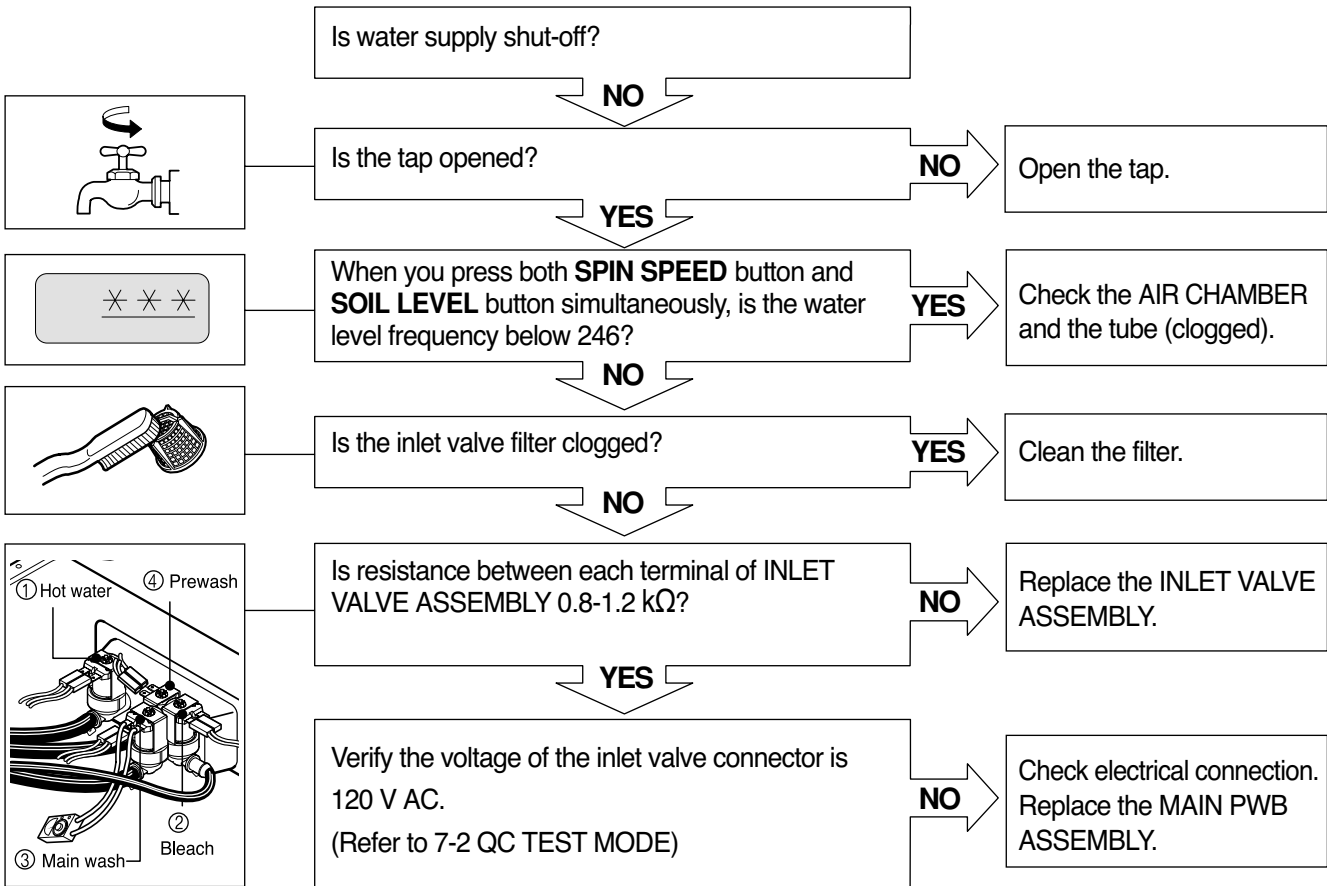 Is water supply shut-off?
NO
Is the tap opened?
NO
Open the tap.
YES
✳ ✳ ✳
When you press both SPIN SPEED button and
SOIL LEVEL button simultaneously, is the water
level frequency below 246?
YES
Check the AIR CHAMBER
and the tube (clogged).
NO
Is the inlet valve filter clogged?
YES
Clean the filter.
NO
① Hot water
④ Prewash
②
Bleach
③ Main wash
Is resistance between each terminal of INLET
VALVE ASSEMBLY 0.8-1.2 kΩ?
NO
Replace the INLET VALVE
ASSEMBLY.
YES
Verify the voltage of the inlet valve connector is
120 V AC.
(Refer to 7-2 QC TEST MODE)
NO
Check electrical connection.
Replace the MAIN PWB
ASSEMBLY.